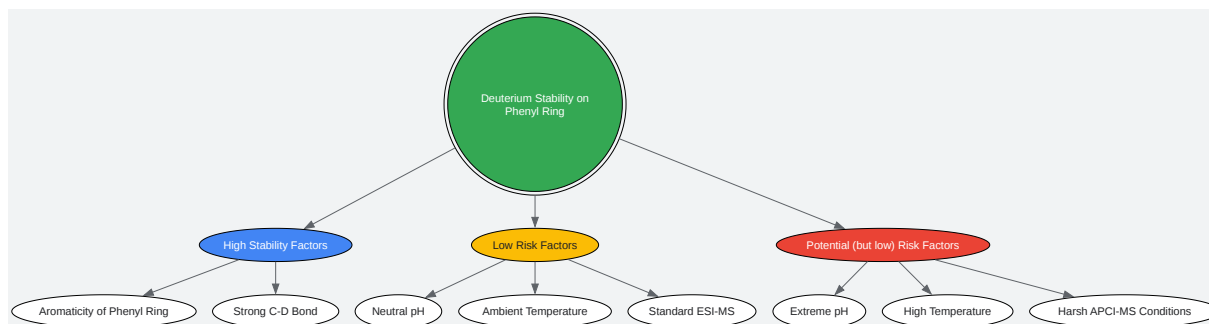 Deuterium Stability on
Phenyl Ring
High Stability Factors
Low Risk Factors
Potential (but low) Risk Factors
Aromaticity of Phenyl Ring
Strong C-D Bond
Neutral pH
Ambient Temperature
Standard ESI-MS
Extreme pH
High Temperature
Harsh APCI-MS Conditions